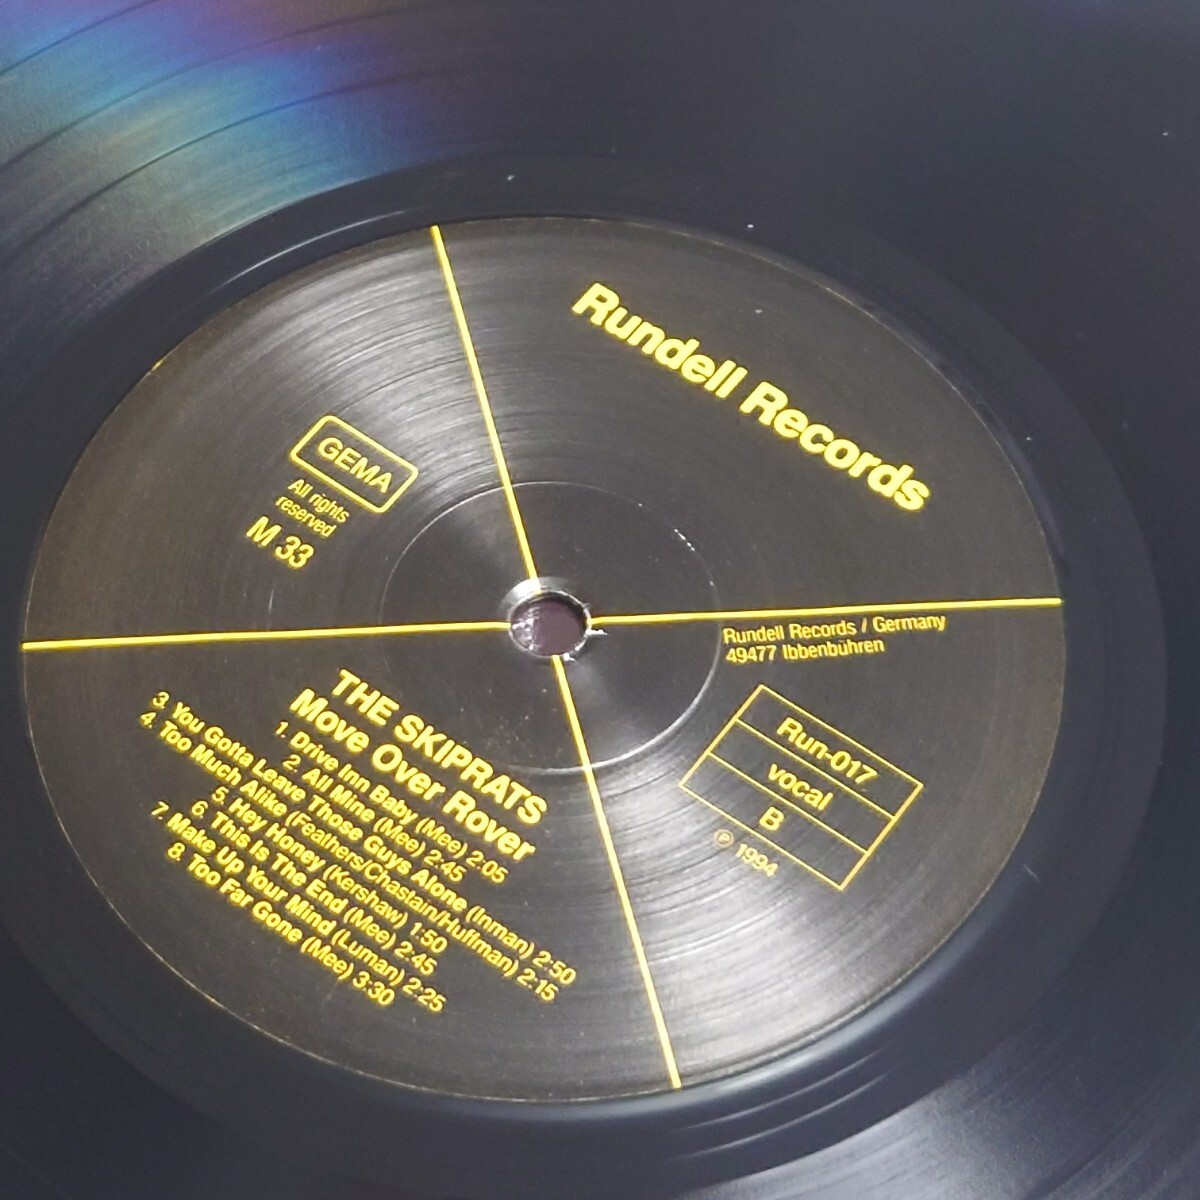 Rundell Records
GEMA
All rights
reserved
M 33
Rundell Records / Germany
49477 Ibbenbuhren
Run-017
vocal
B
℗ 1994
THE SKIPRATS
Move Over Rover
1. Drive Inn Baby (Mee) 2:05
2. All Mine (Mee) 2:45
3. You Gotta Leave Those Guys Alone (Inman) 2:50
4. Too Much Alike (Feathers/Chastain/Huffman) 2:15
5. Hey Honey (Kershaw) 1:50
6. This Is The End (Mee) 2:45
7. Make Up Your Mind (Luman) 2:25
8. Too Far Gone (Mee) 3:30